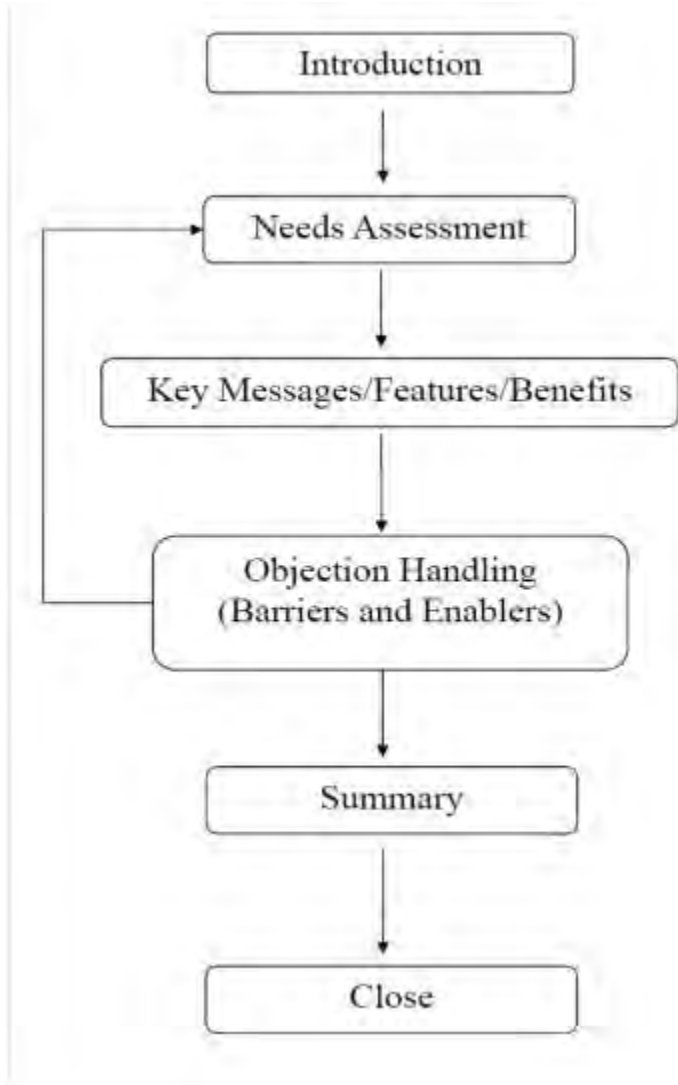 Introduction
Needs Assessment
Key Messages/Features/Benefits
Objection Handling
(Barriers and Enablers)
Summary
Close